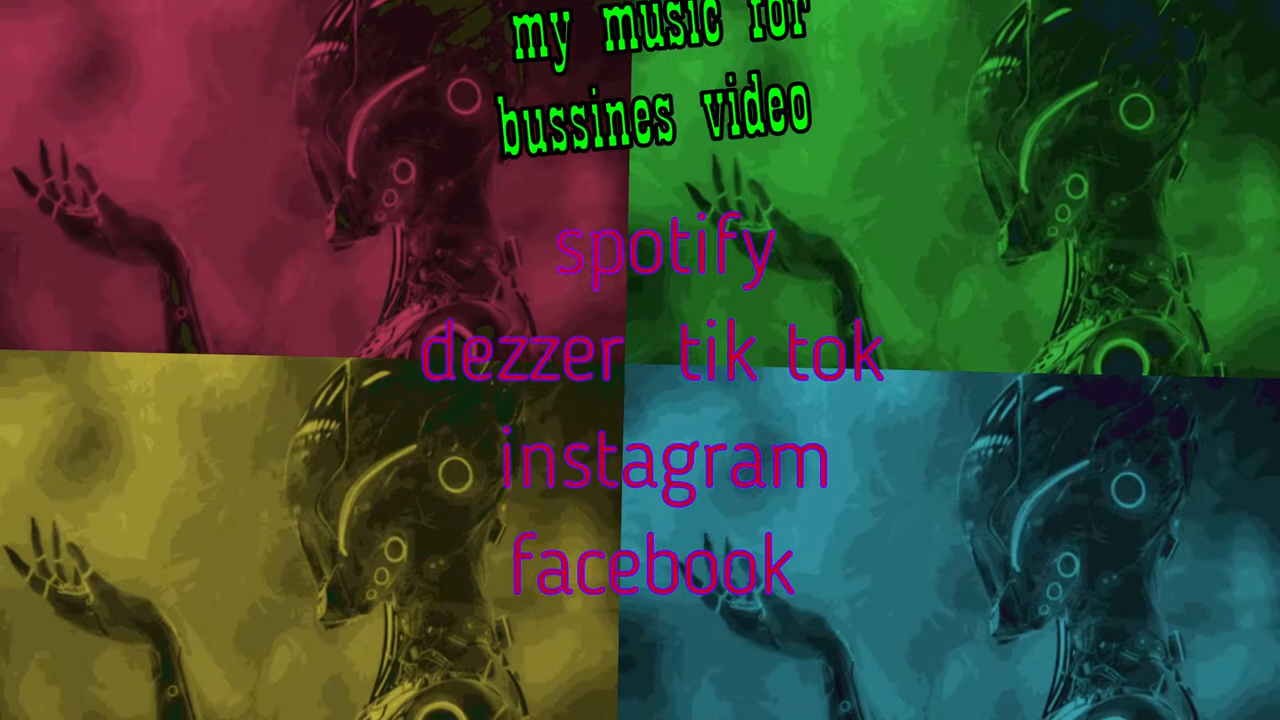 my music for
bussines video
spotify
dezzer tik tok
instagram
facebook